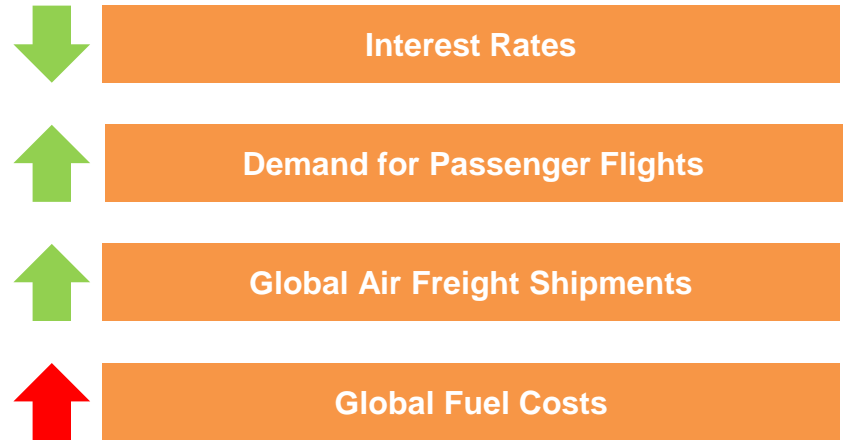 Interest Rates
Demand for Passenger Flights
Global Air Freight Shipments
Global Fuel Costs